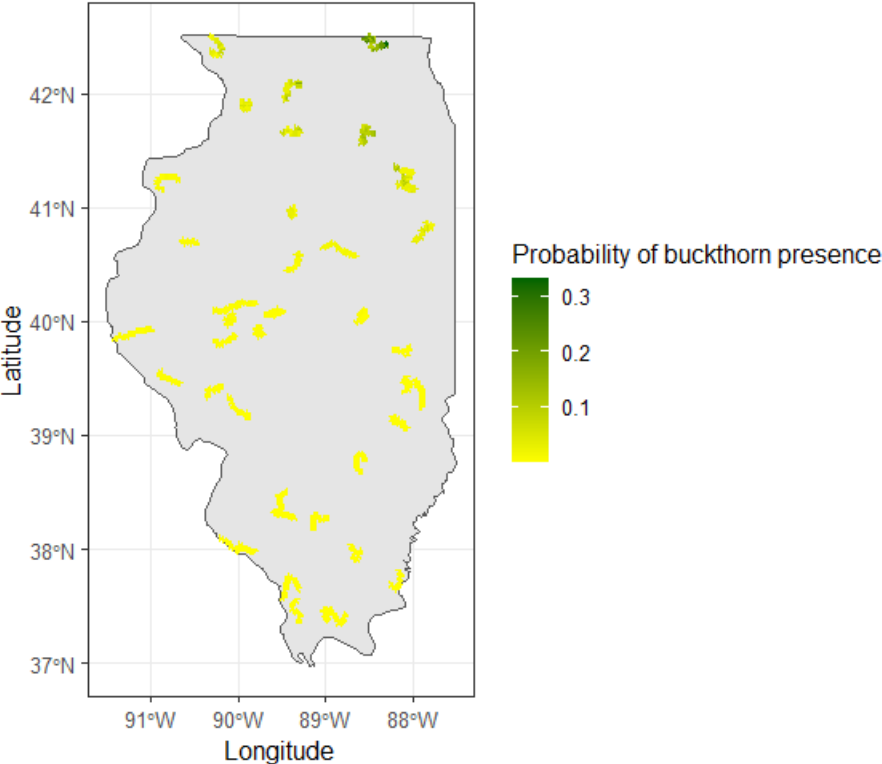 42°N
41°N
40°N
39°N
38°N
37°N
Latitude
91°W 90°W 89°W 88°W
Longitude
Probability of buckthorn presence
0.3
0.2
0.1